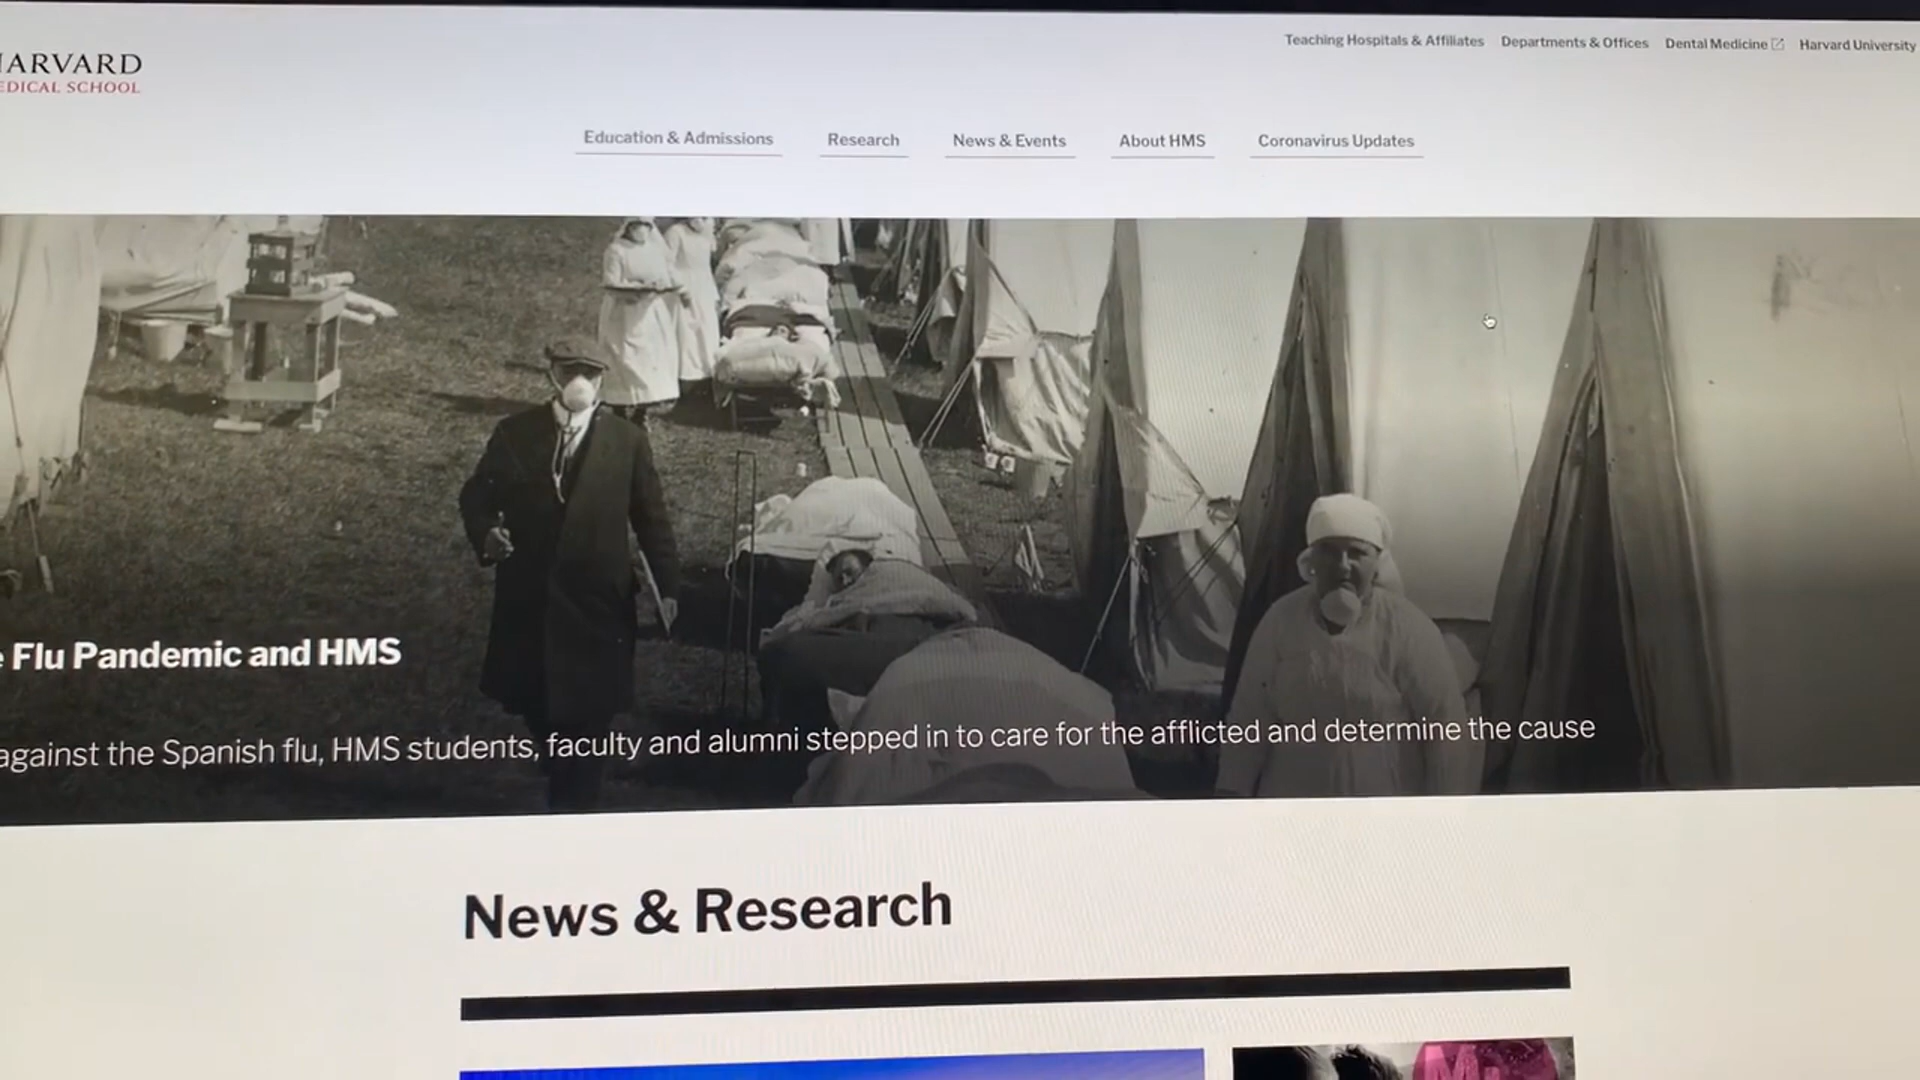 Teaching Hospitals & Affiliates Departments & Offices Dental Medicine Harvard University
HARVARD
MEDICAL SCHOOL
Education & Admissions Research News & Events About HMS Coronavirus Updates
Flu Pandemic and HMS
against the Spanish flu, HMS students, faculty and alumni stepped in to care for the afflicted and determine the cause
News & Research